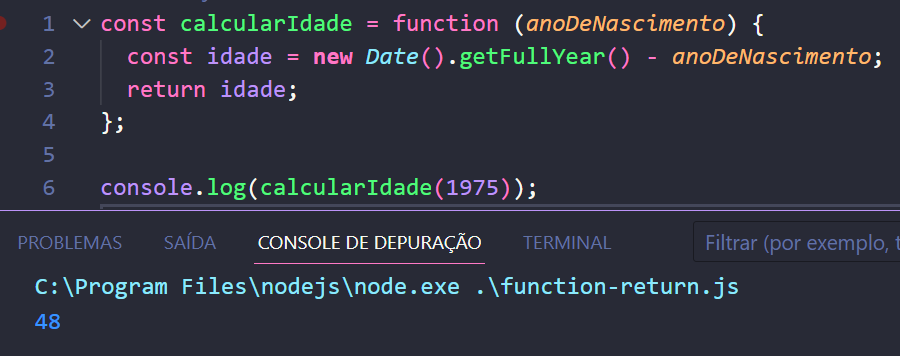 1 const calcularIdade = function (anoDeNascimento) {
2 const idade = new Date().getFullYear() - anoDeNascimento;
3 return idade;
4 };
5
6 console.log(calcularIdade(1975));
PROBLEMAS SAÍDA CONSOLE DE DEPURAÇÃO TERMINAL Filtrar (por exemplo,
C:\Program Files\nodejs\node.exe .\function-return.js
48